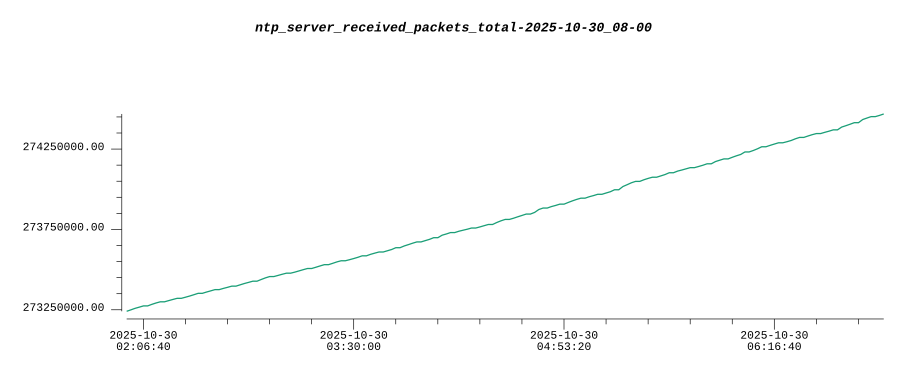 ntp_server_received_packets_total-2025-10-30_08-00
274250000.00
273750000.00
273250000.00
2025-10-30 2025-10-30 2025-10-30 2025-10-30
02:06:40 03:30:00 04:53:20 06:16:40